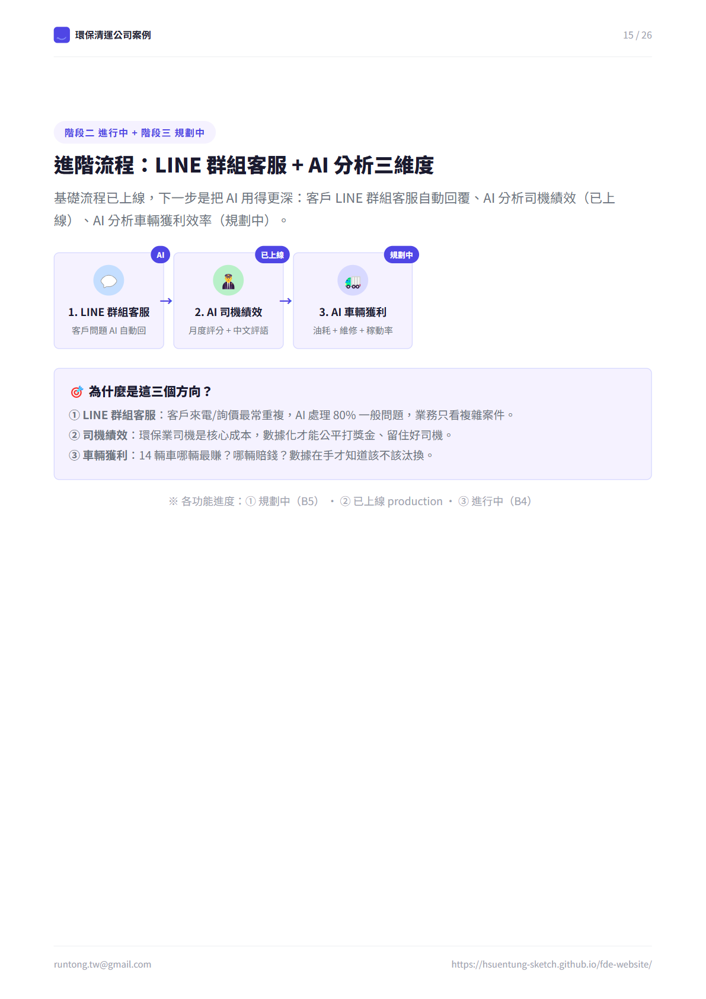 環保清運公司案例
15 / 26
階段二 進行中 + 階段三 規劃中
進階流程：LINE 群組客服 + AI 分析三維度
基礎流程已上線，下一步是把 AI 用得更深：客戶 LINE 群組客服自動回覆、AI 分析司機績效（已上
線）、AI 分析車輛獲利效率（規劃中）。
AI
已上線
規劃中
→
→
1. LINE 群組客服
2. AI 司機績效
3. AI 車輛獲利
客戶問題 AI 自動回
月度評分 + 中文評語
油耗 + 維修 + 稼動率
🎯 為什麼是這三個方向？
① LINE 群組客服：客戶來電/詢價最常重複，AI 處理 80% 一般問題，業務只看複雜案件。
② 司機績效：環保業司機是核心成本，數據化才能公平打獎金、留住好司機。
③ 車輛獲利：14 輛車哪輛最賺？哪輛賠錢？數據在手才知道該不該汰換。
※ 各功能進度：① 規劃中（B5） · ② 已上線 production · ③ 進行中（B4）
runtong.tw@gmail.com
https://hsuentung-sketch.github.io/fde-website/